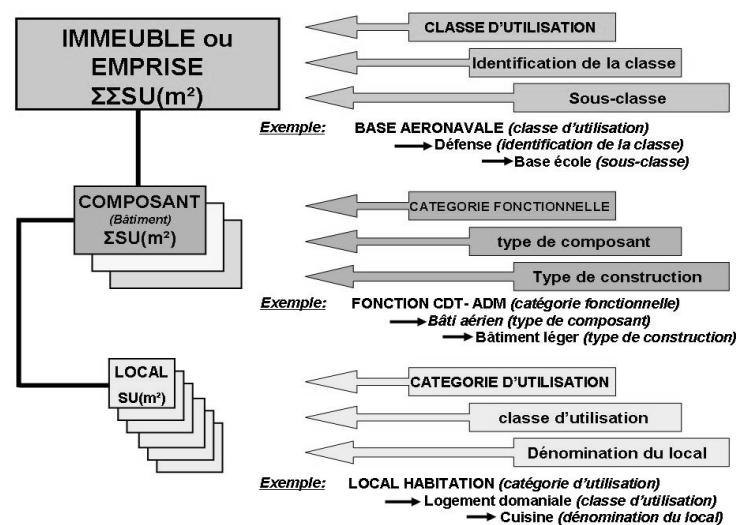 IMMEUBLE ou
EMPRISE
ΣΣSU(m²)
CLASSE D'UTILISATION
Identification de la classe
Sous-classe
Exemple: BASE AERONAVALE (classe d'utilisation)
Défense (identification de la classe)
Base école (sous-classe)
COMPOSANT
(Bâtiment)
ΣSU(m²)
CATEGORIE FONCTIONNELLE
type de composant
Type de construction
Exemple: FONCTION CDT- ADM (catégorie fonctionnelle)
Bâti aérien (type de composant)
Bâtiment léger (type de construction)
LOCAL
SU(m²)
CATEGORIE D'UTILISATION
classe d'utilisation
Dénomination du local
Exemple: LOCAL HABITATION (catégorie d'utilisation)
Logement domaniale (classe d'utilisation)
Cuisine (dénomination du local)